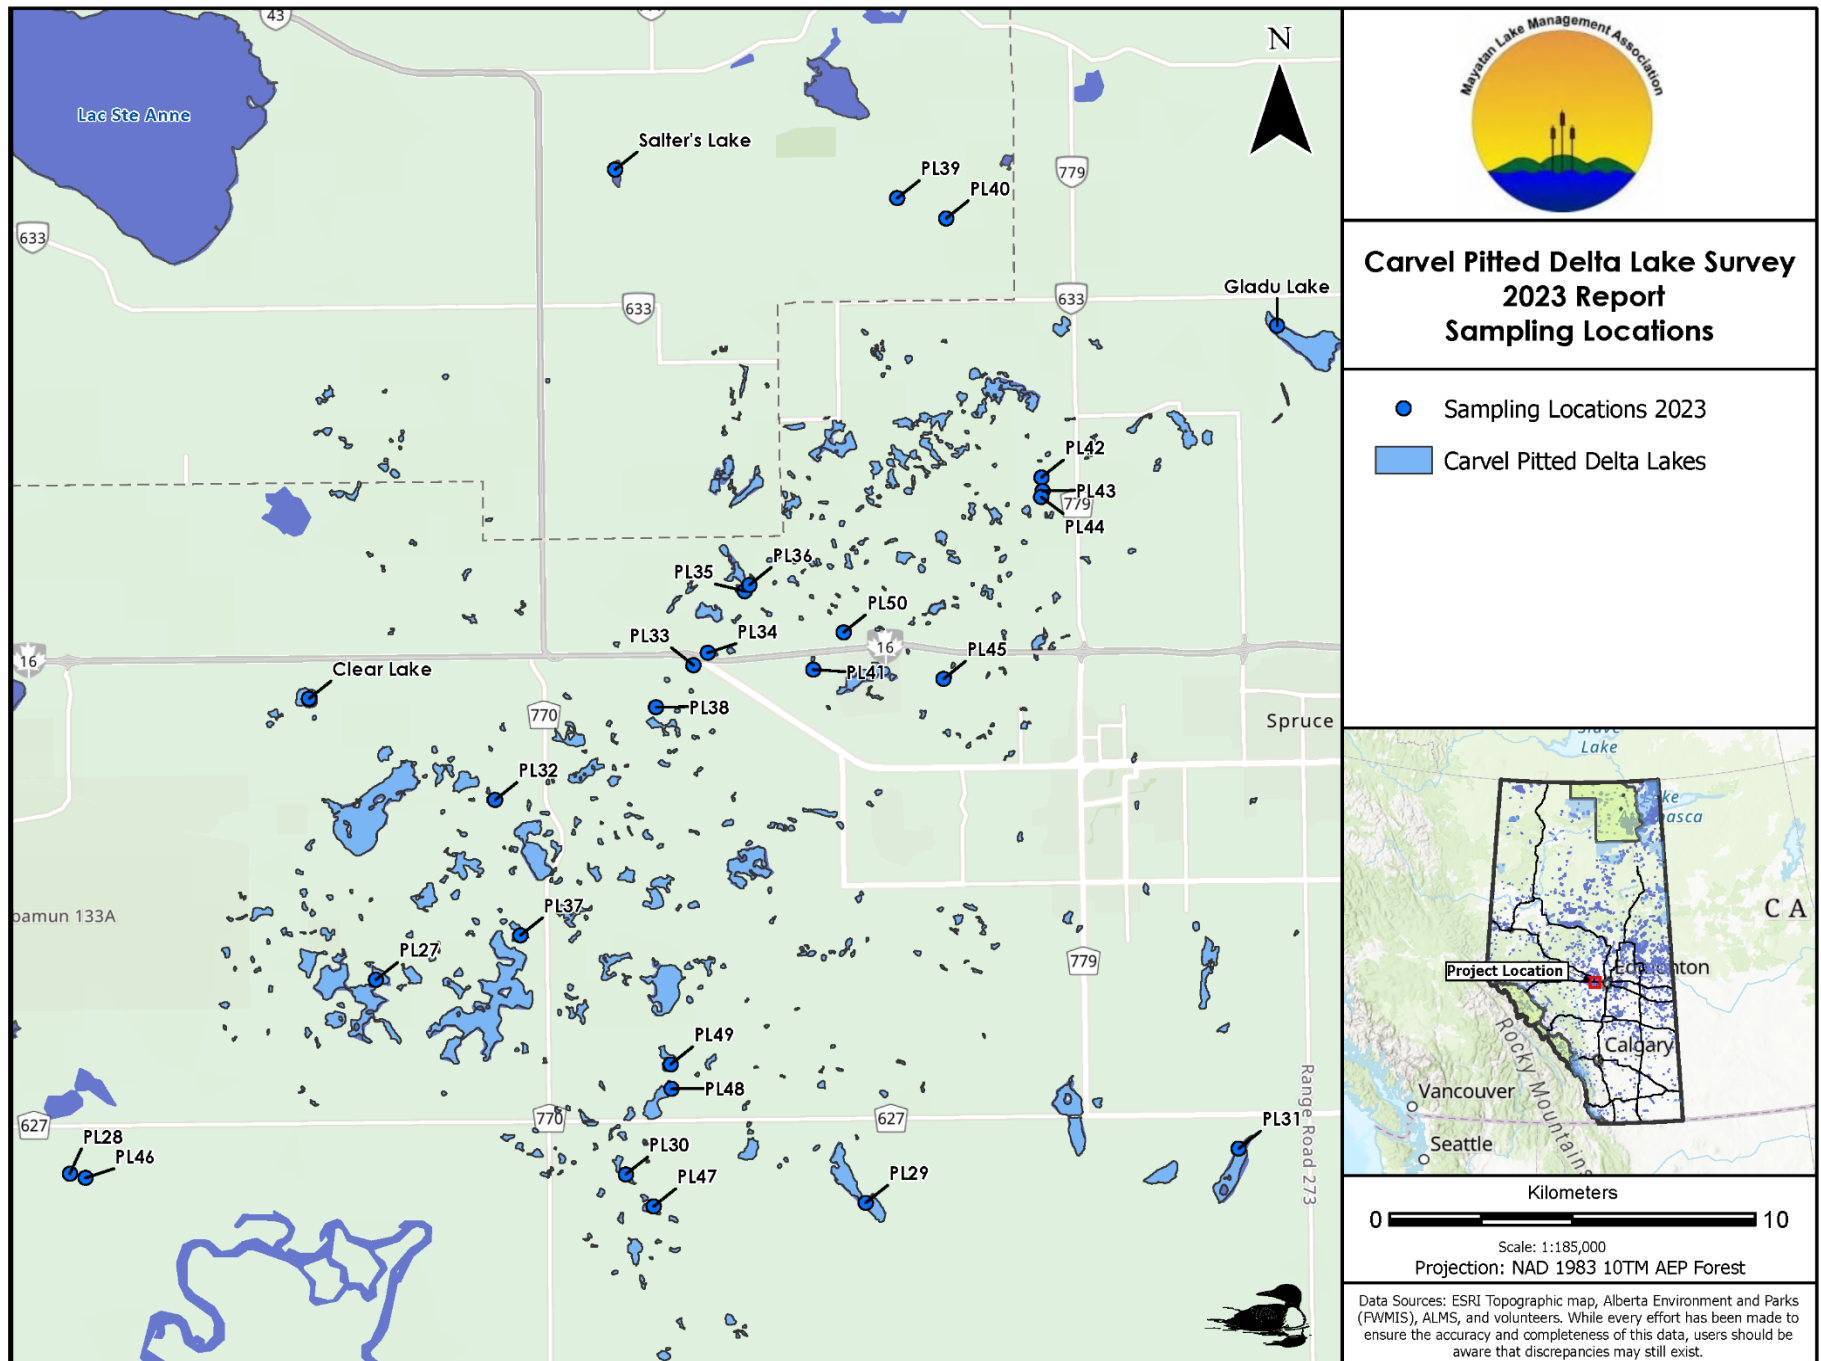 43
Lac Ste Anne
Salter's Lake
PL39
PL40
779
N
633
633
633
Gladu Lake
PL42
PL43
779
PL44
PL36
PL35
PL50
PL34
PL33
16
16
PL45
PL41
Clear Lake
PL38
770
Spruce
PL32
pamun 133A
PL37
PL27
779
PL49
PL48
Range Road 273
627
770
627
PL31
PL28
PL46
PL30
PL47
PL29
Mayatan Lake Management Association
Carvel Pitted Delta Lake Survey
2023 Report
Sampling Locations
Sampling Locations 2023
Carvel Pitted Delta Lakes
Lake
asca
C A
Project Location
Edmonton
Calgary
Rocky Mountains
Vancouver
Seattle
Kilometers
0 10
Scale: 1:185,000
Projection: NAD 1983 10TM AEP Forest
Data Sources: ESRI Topographic map, Alberta Environment and Parks
(FWMIS), ALMS, and volunteers. While every effort has been made to
ensure the accuracy and completeness of this data, users should be
aware that discrepancies may still exist.